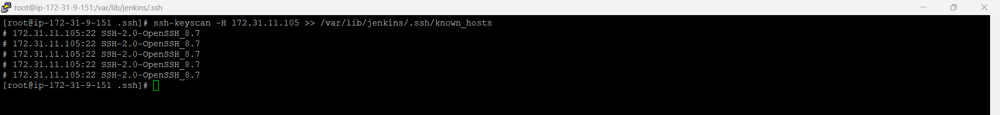 root@ip-172-31-9-151:/var/lib/jenkins/.ssh
[root@ip-172-31-9-151 .ssh]# ssh-keyscan -H 172.31.11.105 >> /var/lib/jenkins/.ssh/known_hosts
# 172.31.11.105:22 SSH-2.0-OpenSSH_8.7
# 172.31.11.105:22 SSH-2.0-OpenSSH_8.7
# 172.31.11.105:22 SSH-2.0-OpenSSH_8.7
# 172.31.11.105:22 SSH-2.0-OpenSSH_8.7
# 172.31.11.105:22 SSH-2.0-OpenSSH_8.7
[root@ip-172-31-9-151 .ssh]#